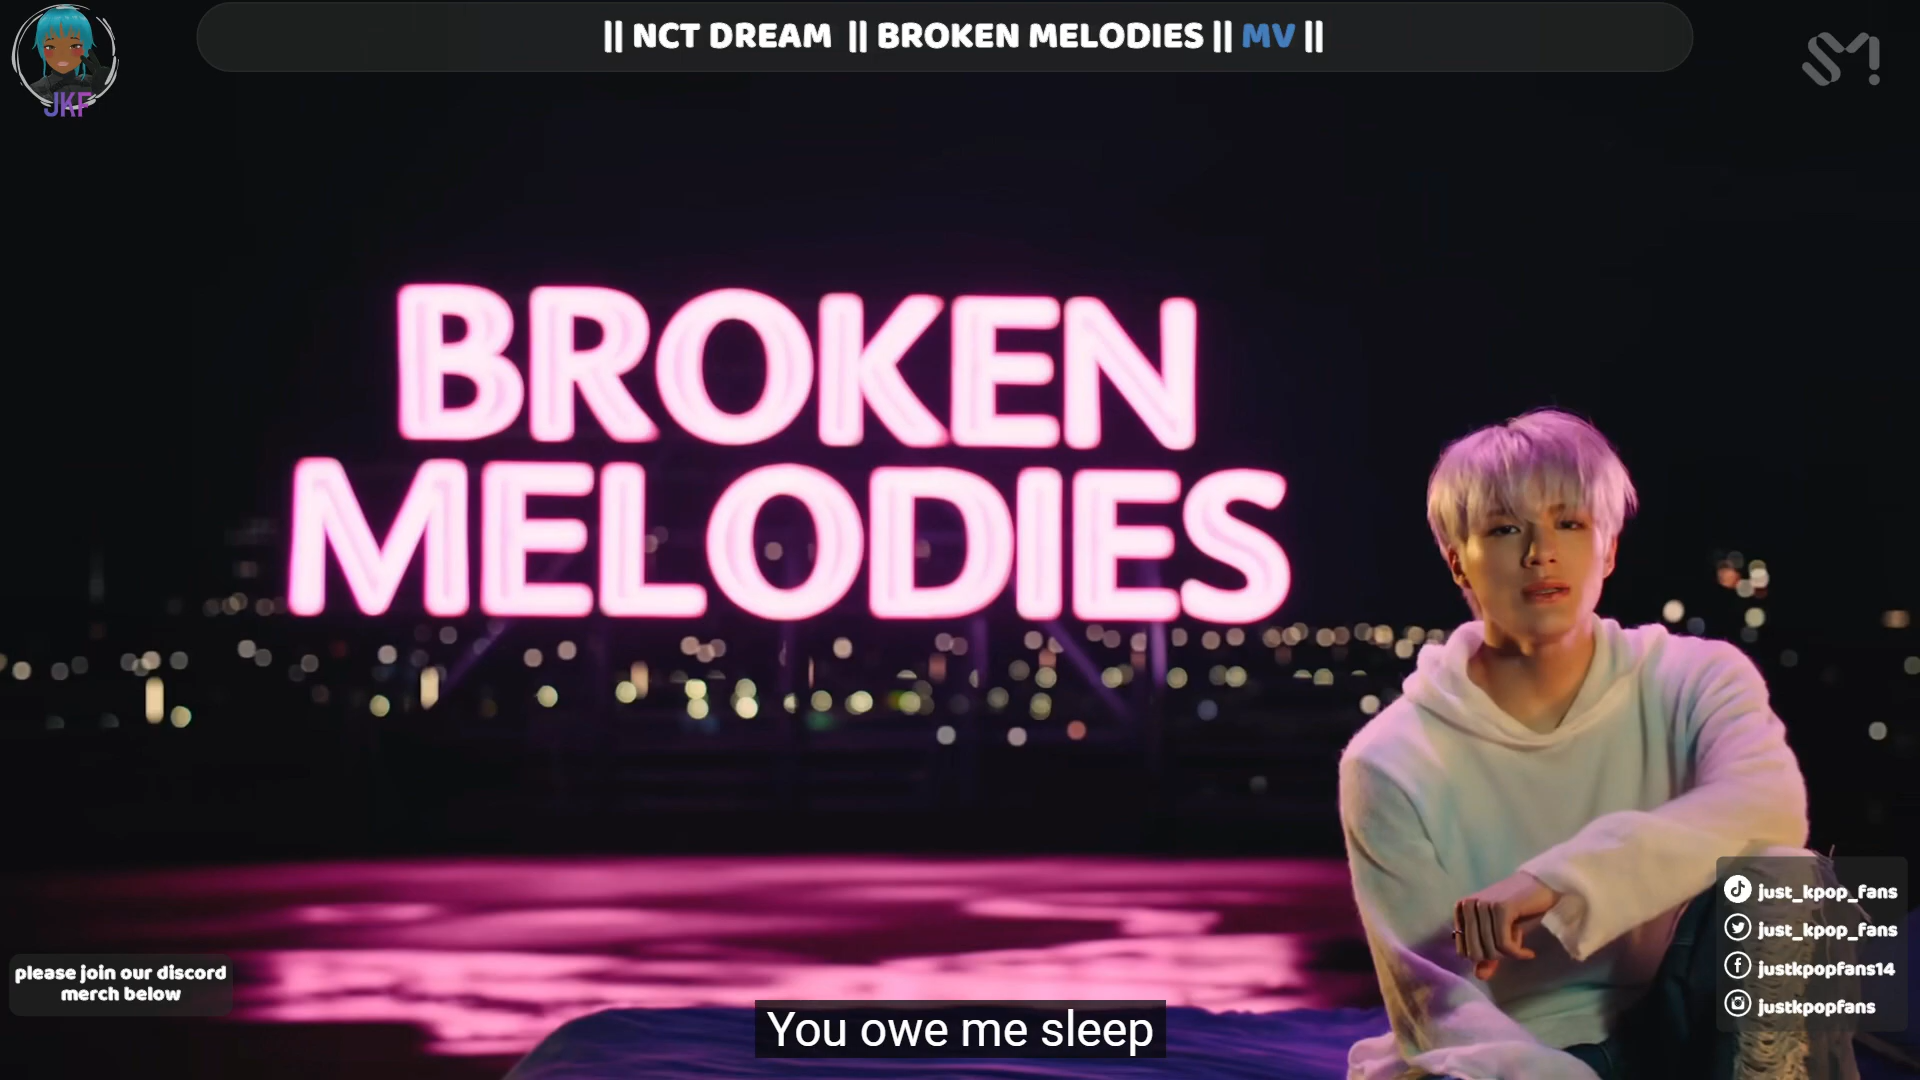 || NCT DREAM || BROKEN MELODIES || MV ||
SM
JKF
BROKEN
MELODIES
just_kpop_fans
just_kpop_fans
justkpopfans14
justkpopfans
please join our discord
merch below
You owe me sleep